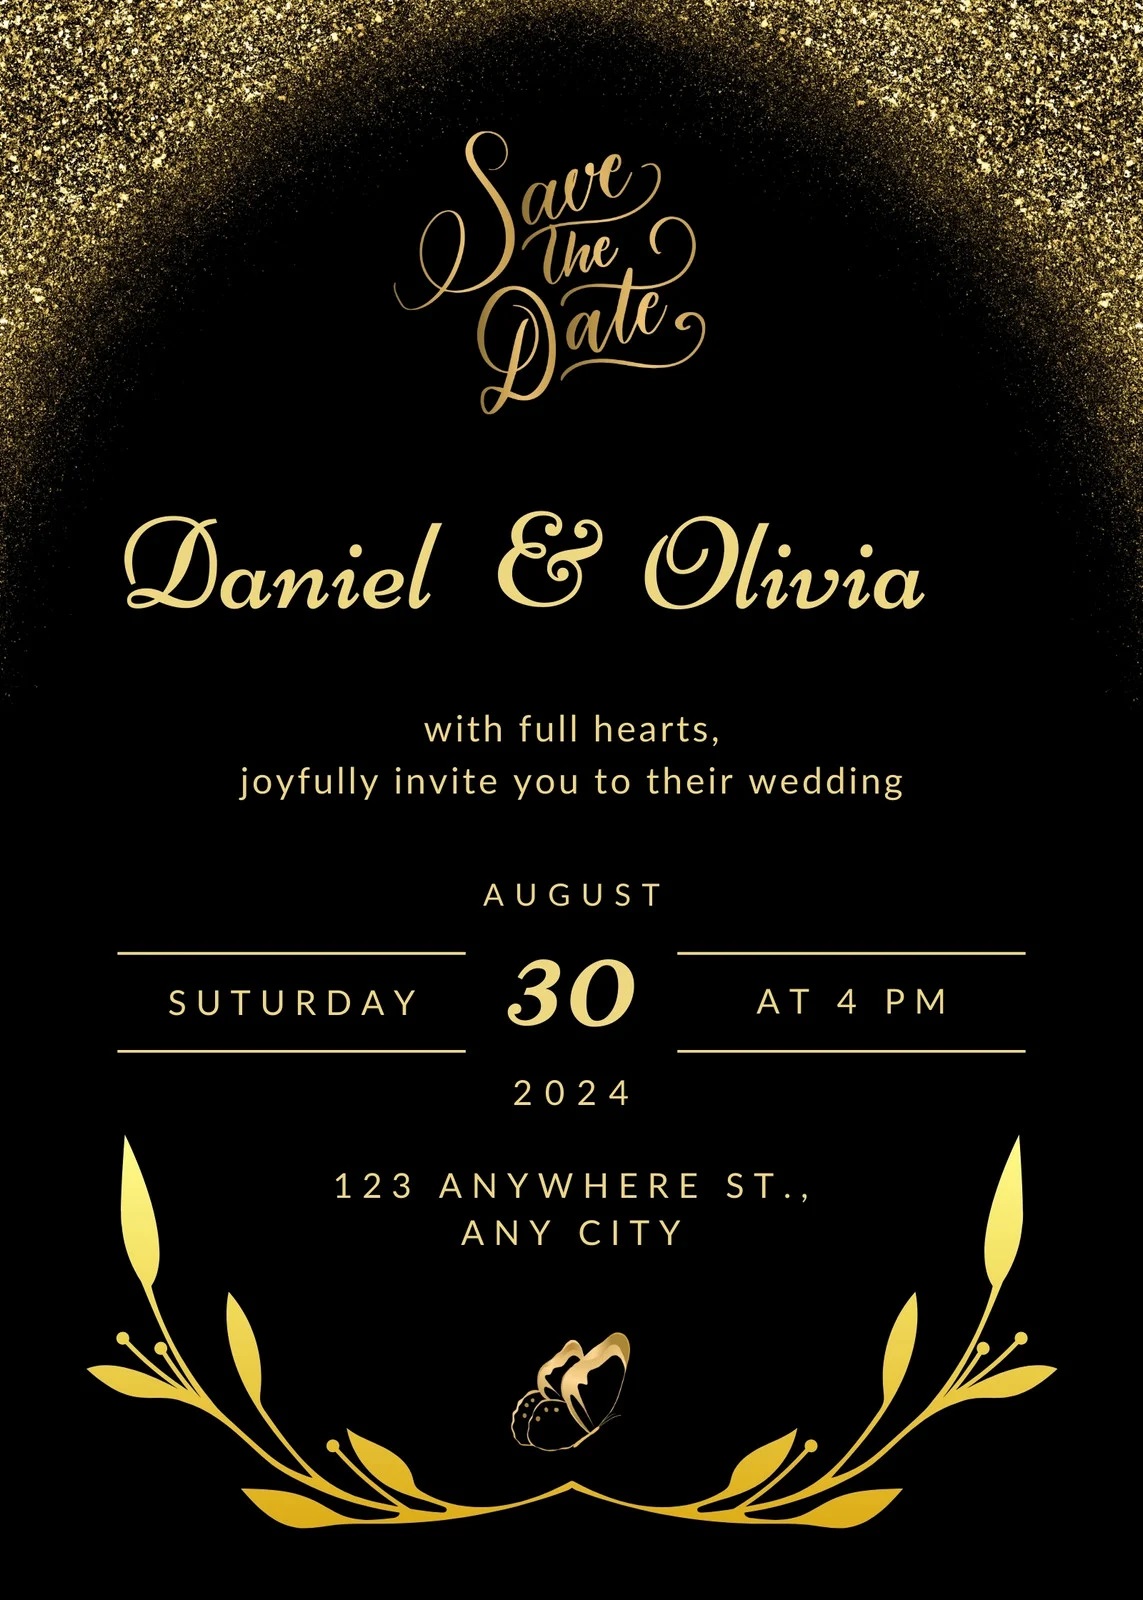 Save
the
Date
Daniel & Olivia
with full hearts,
joyfully invite you to their wedding
AUGUST
SUTURDAY 30 AT 4 PM
2024
123 ANYWHERE ST.,
ANY CITY